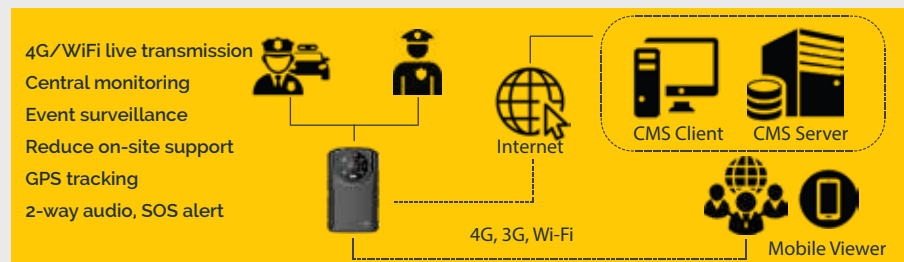 4G/WiFi live transmission
Central monitoring
Event surveillance
Reduce on-site support
GPS tracking
2-way audio, SOS alert
Internet
CMS Client
CMS Server
4G, 3G, Wi-Fi
Mobile Viewer